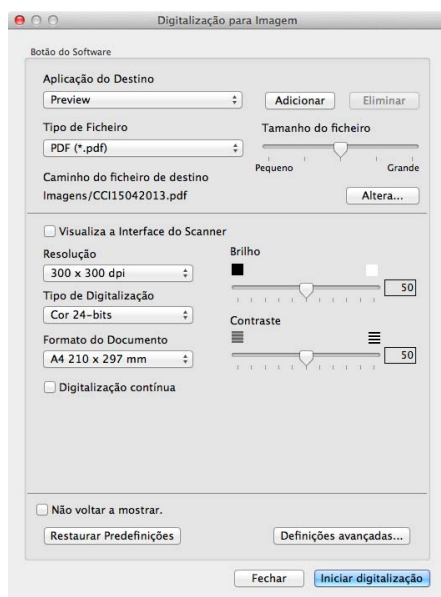 Digitalização para Imagem
Botão do Software
Aplicação do Destino
Preview
Adicionar
Eliminar
Tipo de Ficheiro
Tamanho do ficheiro
PDF (*.pdf)
Pequeno
Grande
Caminho do ficheiro de destino
Imagens/CCI15042013.pdf
Altera...
Visualiza a Interface do Scanner
Resolução
Brilho
300 x 300 dpi
50
Tipo de Digitalização
Cor 24-bits
Contraste
Formato do Documento
A4 210 x 297 mm
50
Digitalização contínua
Não voltar a mostrar.
Restaurar Predefinições
Definições avançadas...
Fechar
Iniciar digitalização